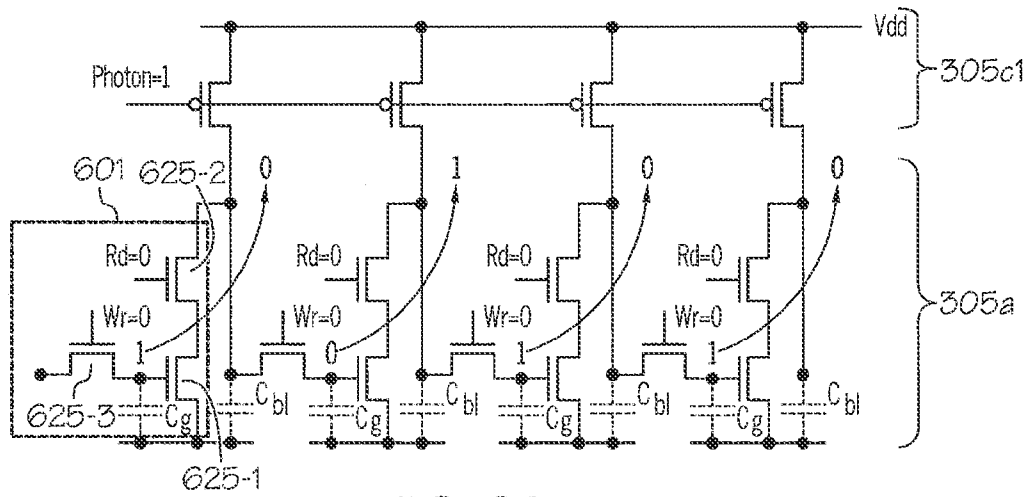 Vdd
305c1
Photon=1
601
625-2
0
1
0
0
Rd=0
Rd=0
Rd=0
Rd=0
305a
Wr=0
Wr=0
Wr=0
Wr=0
1
0
1
1
625-3
Cg
Cbl
Cg
Cbl
Cg
Cbl
Cg
Cbl
625-1